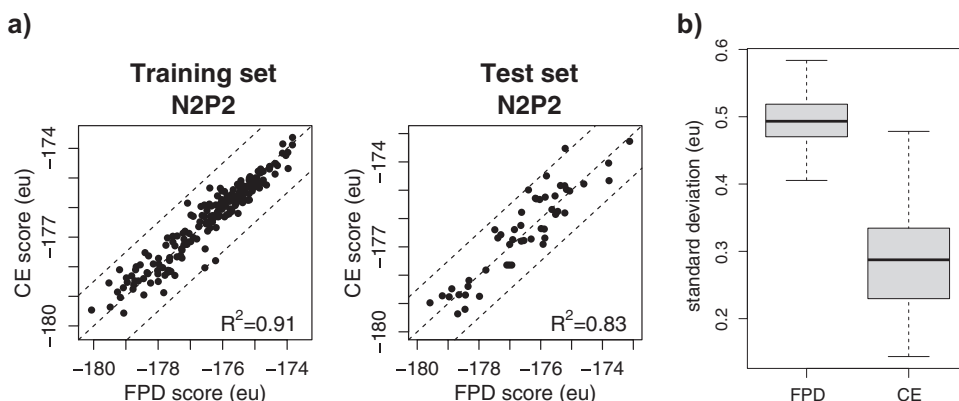 a)
Training set
N2P2
CE score (eu)
−174
−177
−180
R²=0.91
−180
−178
−176
−174
FPD score (eu)
Test set
N2P2
CE score (eu)
−174
−177
−180
R²=0.83
−180
−178
−176
−174
FPD score (eu)
b)
standard deviation (eu)
0.6
0.5
0.4
0.3
0.2
FPD
CE